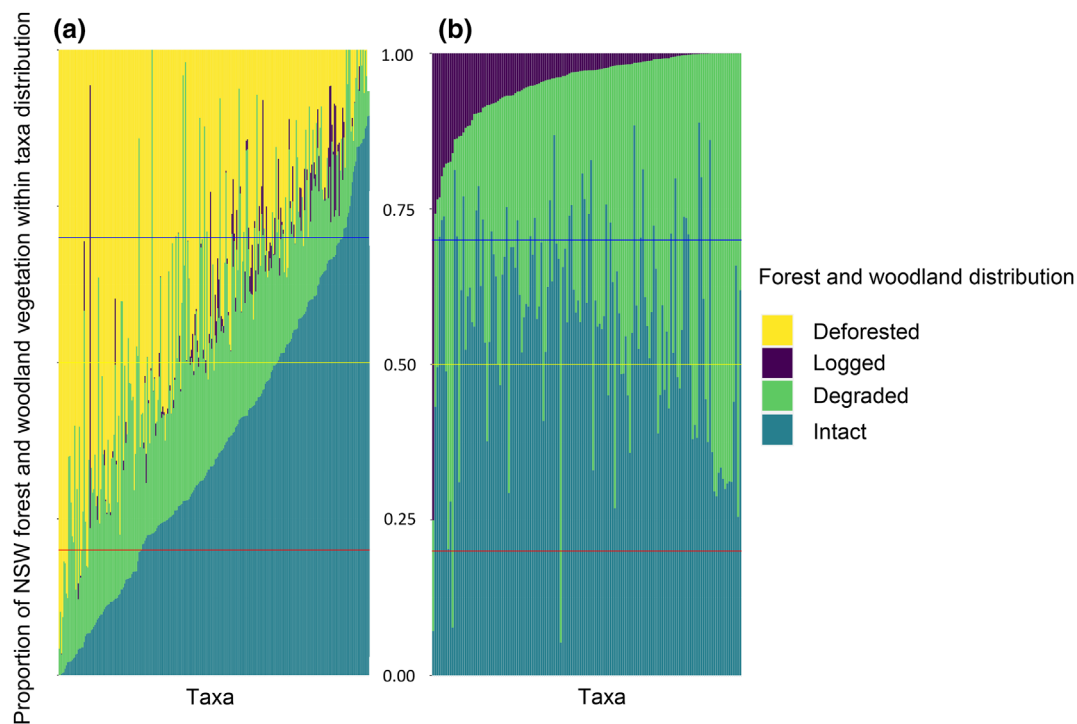 (a)
(b)
Proportion of NSW forest and woodland vegetation within taxa distribution
1.00
0.75
0.50
0.25
0.00
Taxa
Taxa
Forest and woodland distribution
Deforested
Logged
Degraded
Intact